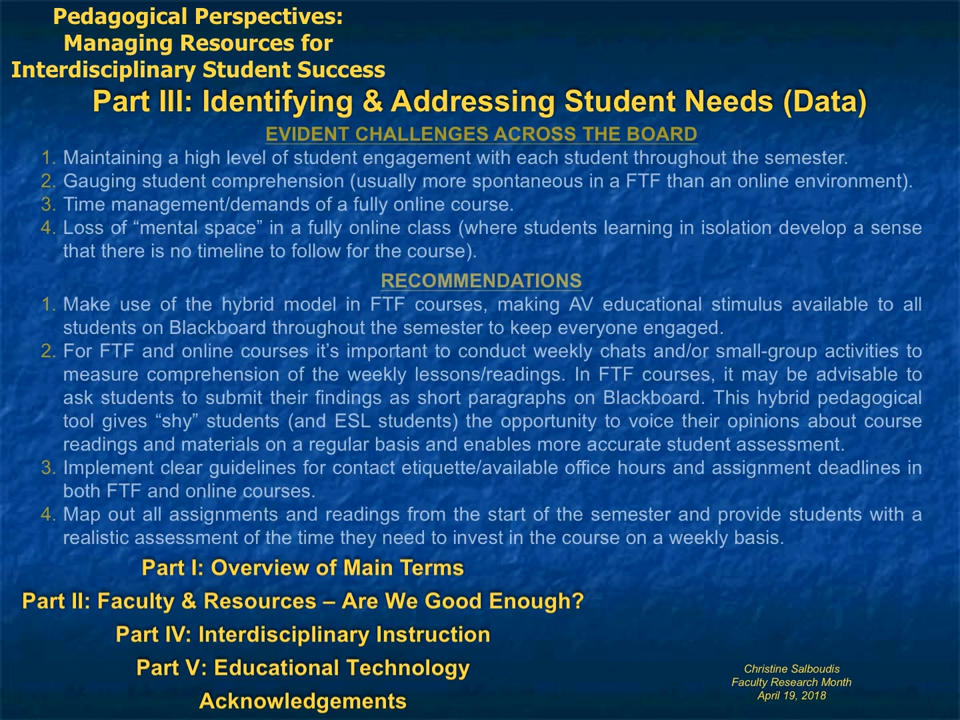 Pedagogical Perspectives:
Managing Resources for
Interdisciplinary Student Success
Part III: Identifying & Addressing Student Needs (Data)
EVIDENT CHALLENGES ACROSS THE BOARD
1. Maintaining a high level of student engagement with each student throughout the semester.
2. Gauging student comprehension (usually more spontaneous in a FTF than an online environment).
3. Time management/demands of a fully online course.
4. Loss of “mental space” in a fully online class (where students learning in isolation develop a sense
that there is no timeline to follow for the course).
RECOMMENDATIONS
1. Make use of the hybrid model in FTF courses, making AV educational stimulus available to all
students on Blackboard throughout the semester to keep everyone engaged.
2. For FTF and online courses it’s important to conduct weekly chats and/or small-group activities to
measure comprehension of the weekly lessons/readings. In FTF courses, it may be advisable to
ask students to submit their findings as short paragraphs on Blackboard. This hybrid pedagogical
tool gives “shy” students (and ESL students) the opportunity to voice their opinions about course
readings and materials on a regular basis and enables more accurate student assessment.
3. Implement clear guidelines for contact etiquette/available office hours and assignment deadlines in
both FTF and online courses.
4. Map out all assignments and readings from the start of the semester and provide students with a
realistic assessment of the time they need to invest in the course on a weekly basis.
Part I: Overview of Main Terms
Part II: Faculty & Resources – Are We Good Enough?
Part IV: Interdisciplinary Instruction
Part V: Educational Technology
Acknowledgements
Christine Salboudis
Faculty Research Month
April 19, 2018